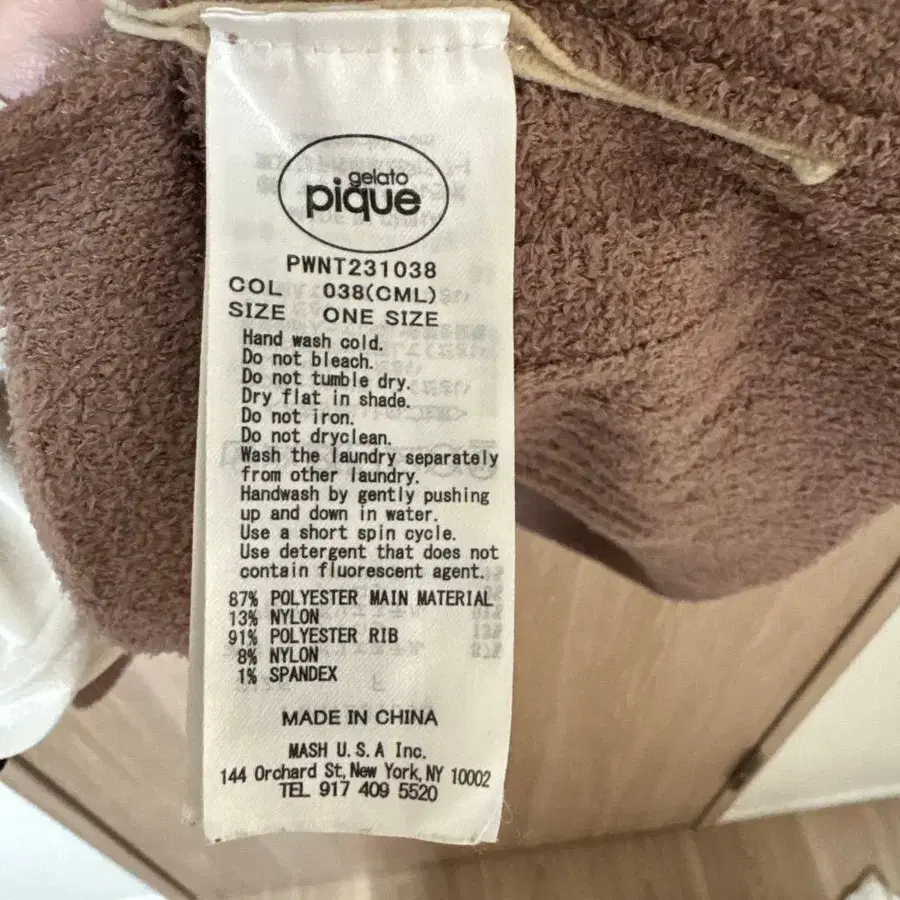 gelato
pique
PWNT231038
COL 038(CML)
SIZE ONE SIZE
Hand wash cold.
Do not bleach.
Do not tumble dry.
Dry flat in shade.
Do not iron.
Do not dryclean.
Wash the laundry separately
from other laundry.
Handwash by gently pushing
up and down in water.
Use a short spin cycle.
Use detergent that does not
contain fluorescent agent.
87% POLYESTER MAIN MATERIAL
13% NYLON
91% POLYESTER RIB
8% NYLON
1% SPANDEX
MADE IN CHINA
MASH U.S.A Inc.
144 Orchard St, New York, NY 10002
TEL 917 409 5520